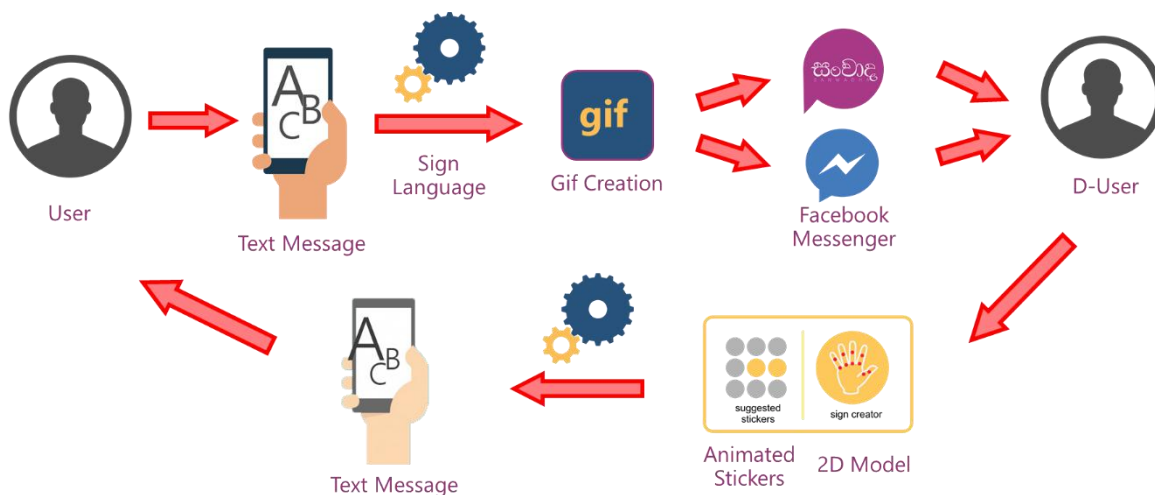 A
B
C
gif
සංවාද
User
Sign
Language
Gif Creation
Facebook
Messenger
D-User
Text Message
A
B
C
suggested
stickers
sign creator
Animated
Stickers
2D Model
Text Message